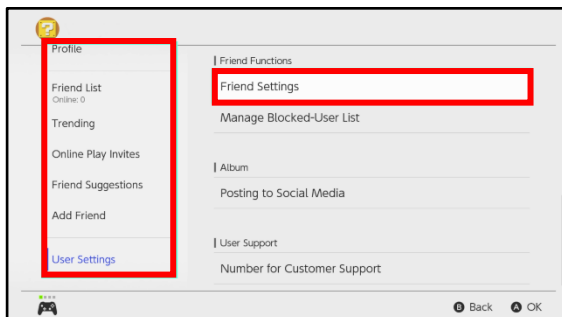 Profile
Friend List
Online: 0
Trending
Online Play Invites
Friend Suggestions
Add Friend
User Settings
Friend Functions
Friend Settings
Manage Blocked-User List
Album
Posting to Social Media
User Support
Number for Customer Support
B Back A OK